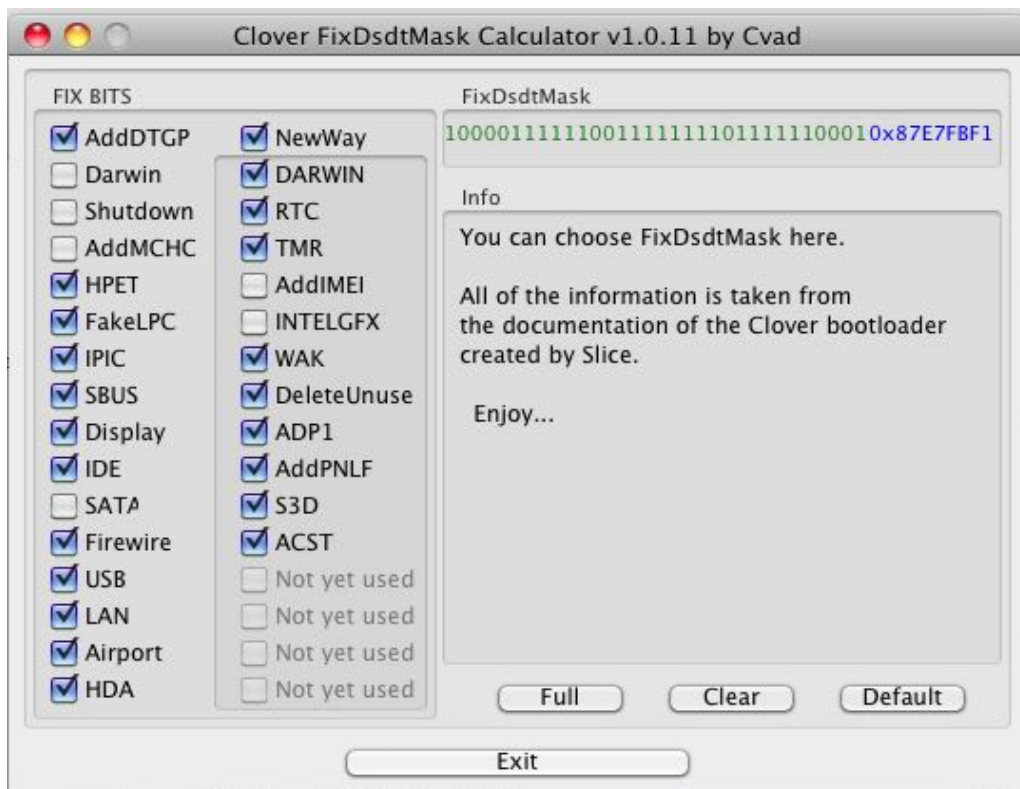 Clover FixDsdtMask Calculator v1.0.11 by Cvad
FIX BITS
AddDTGP
Darwin
Shutdown
AddMCHC
HPET
FakeLPC
IPIC
SBUS
Display
IDE
SATA
Firewire
USB
LAN
Airport
HDA
NewWay
DARWIN
RTC
TMR
AddIMEI
INTELGFX
WAK
DeleteUnuse
ADP1
AddPNLF
S3D
ACST
Not yet used
Not yet used
Not yet used
Not yet used
FixDsdtMask
10000111111001111111101111110001 0x87E7FBF1
Info
You can choose FixDsdtMask here.
All of the information is taken from
the documentation of the Clover bootloader
created by Slice.
Enjoy...
Full
Clear
Default
Exit